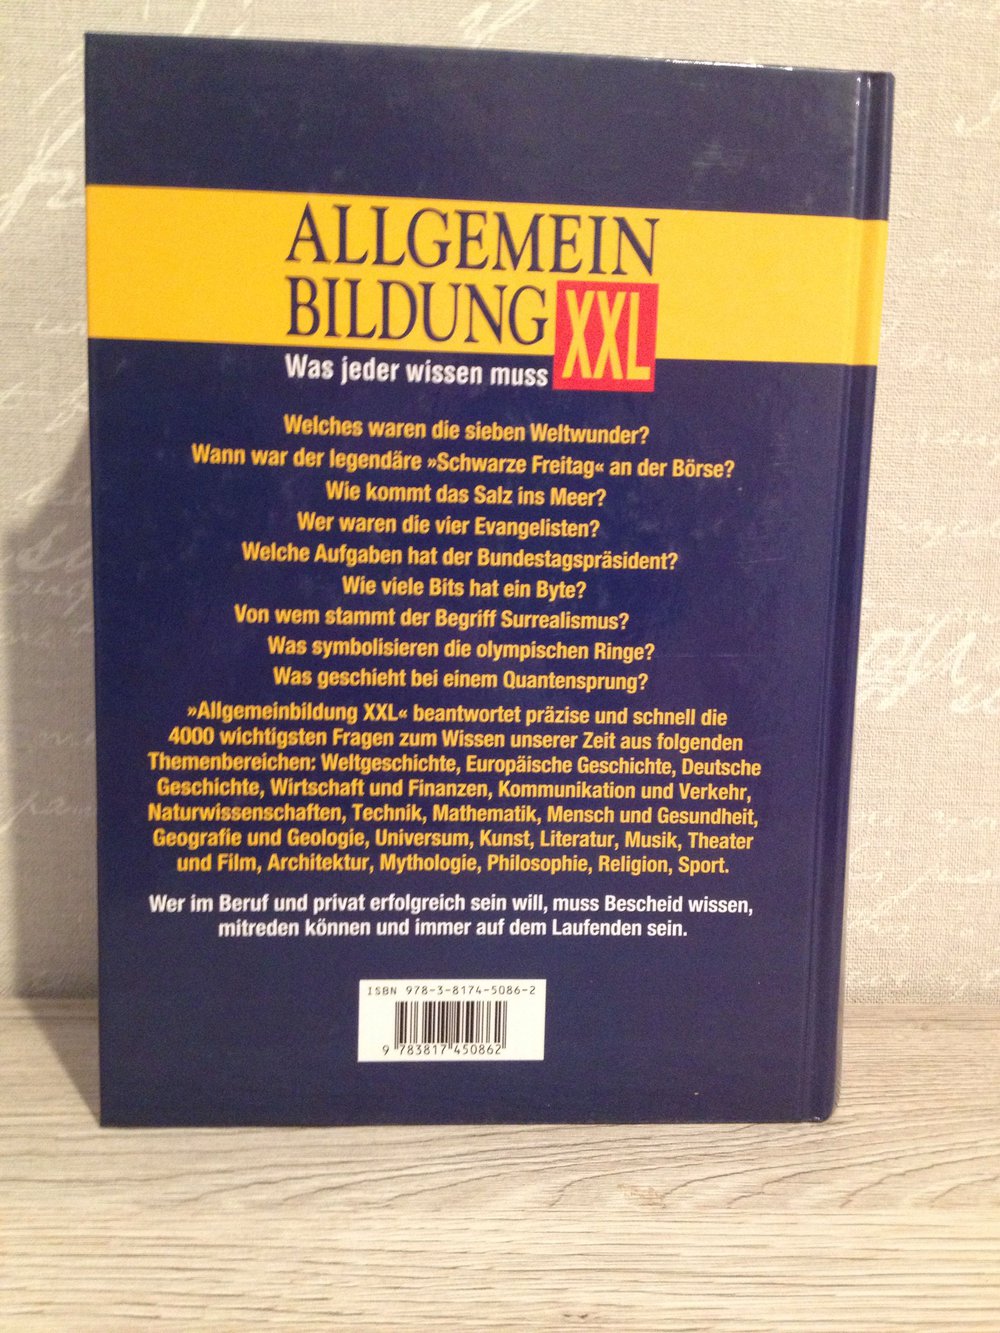 ALLGEMEIN
BILDUNG XXL
Was jeder wissen muss
Welches waren die sieben Weltwunder?
Wann war der legendäre »Schwarze Freitag« an der Börse?
Wie kommt das Salz ins Meer?
Wer waren die vier Evangelisten?
Welche Aufgaben hat der Bundestagspräsident?
Wie viele Bits hat ein Byte?
Von wem stammt der Begriff Surrealismus?
Was symbolisieren die olympischen Ringe?
Was geschieht bei einem Quantensprung?
»Allgemeinbildung XXL« beantwortet präzise und schnell die
4000 wichtigsten Fragen zum Wissen unserer Zeit aus folgenden
Themenbereichen: Weltgeschichte, Europäische Geschichte, Deutsche
Geschichte, Wirtschaft und Finanzen, Kommunikation und Verkehr,
Naturwissenschaften, Technik, Mathematik, Mensch und Gesundheit,
Geografie und Geologie, Universum, Kunst, Literatur, Musik, Theater
und Film, Architektur, Mythologie, Philosophie, Religion, Sport.
Wer im Beruf und privat erfolgreich sein will, muss Bescheid wissen,
mitreden können und immer auf dem Laufenden sein.
ISBN 978-3-8174-5086-2
9 783817 450862